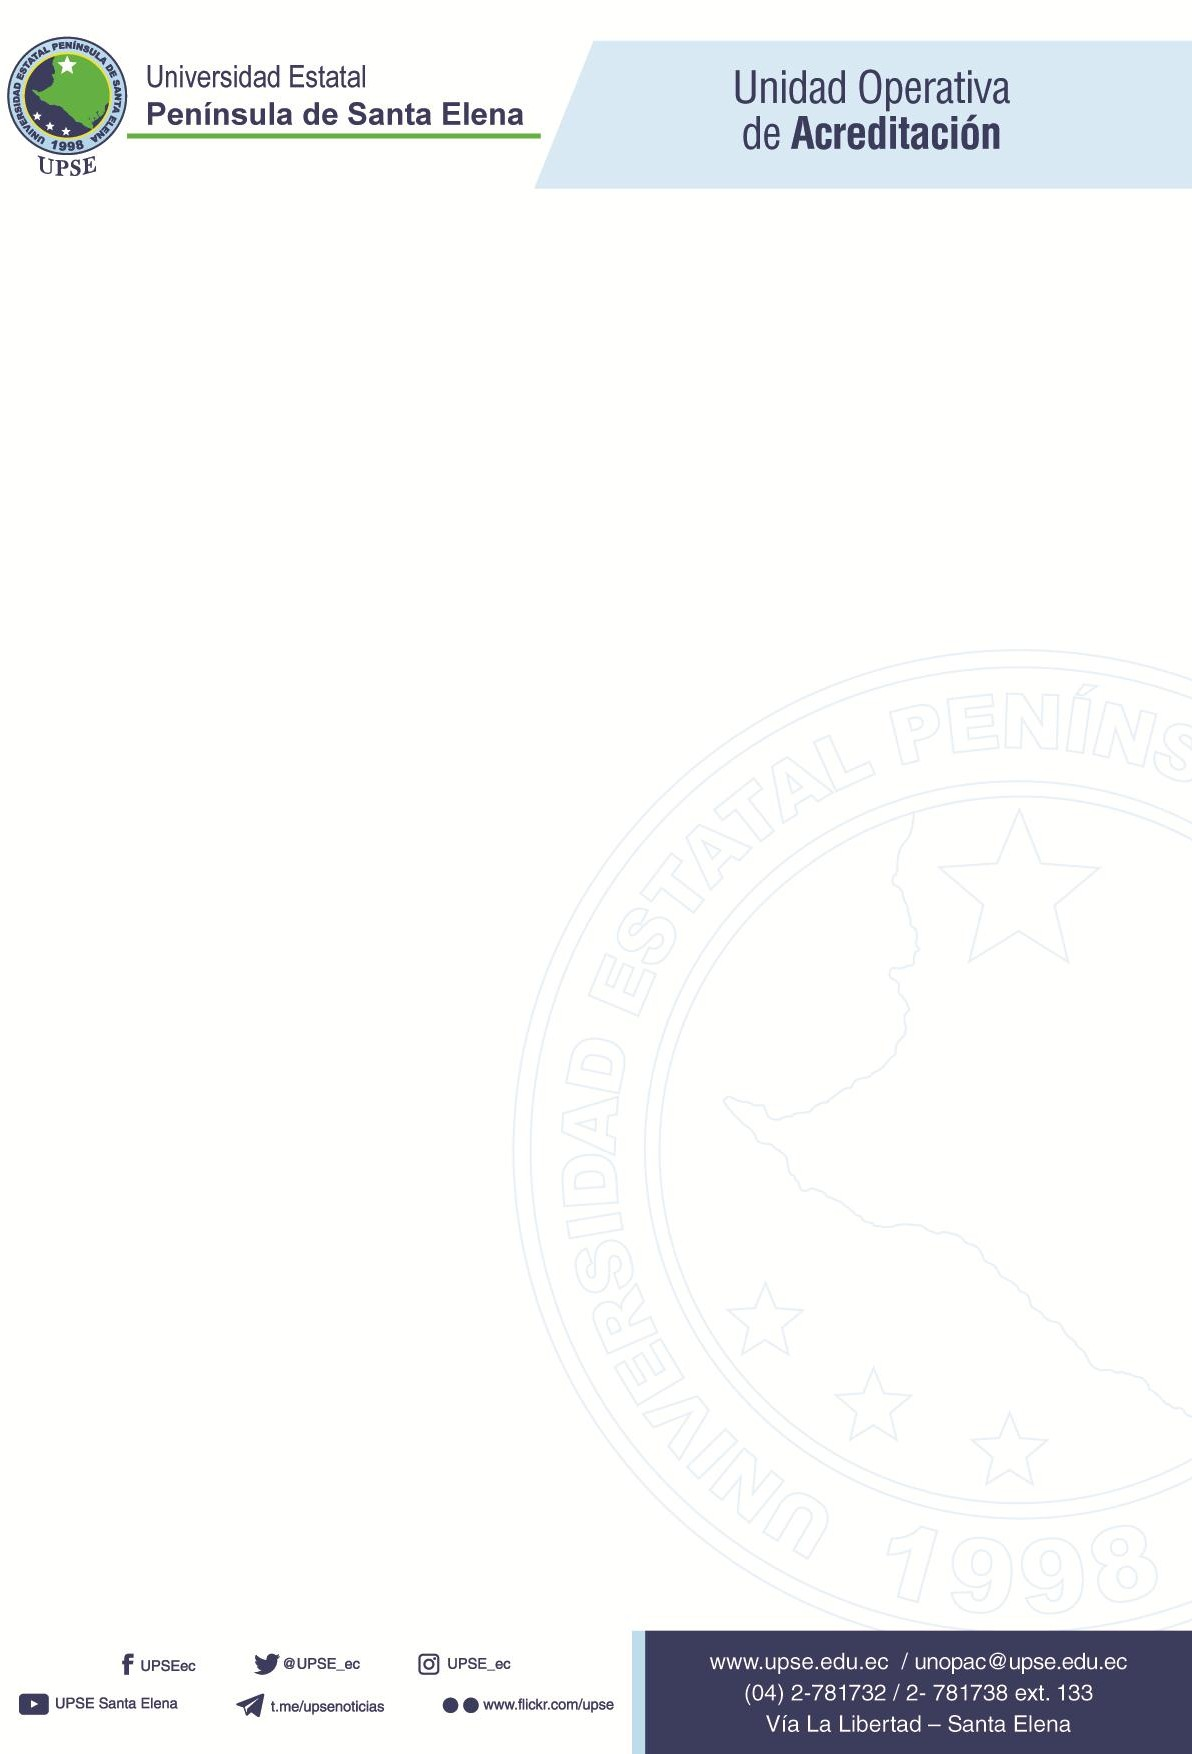 UNIVERSIDAD ESTATAL PENÍNSULA DE SANTA ELENA
1998
UPSE
Universidad Estatal
Península de Santa Elena
Unidad Operativa
de Acreditación
UNIVERSIDAD ESTATAL PENÍNS
1998
UPSEec
@UPSE_ec
UPSE_ec
UPSE Santa Elena
t.me/upsenoticias
www.flickr.com/upse
www.upse.edu.ec / unopac@upse.edu.ec
(04) 2-781732 / 2- 781738 ext. 133
Vía La Libertad – Santa Elena